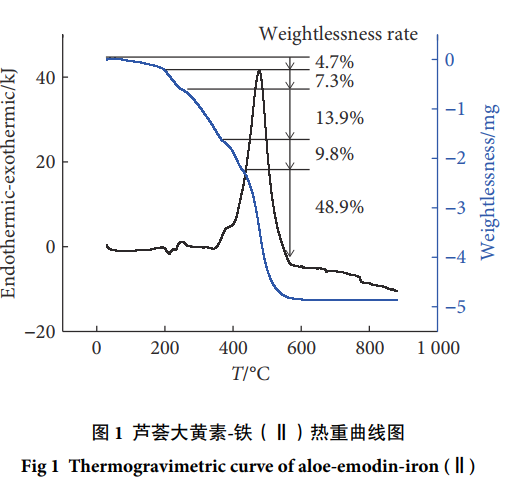 Weightlessness rate
4.7%
7.3%
13.9%
9.8%
48.9%
Endothermic-exothermic/kJ
40
20
0
−20
Weightlessness/mg
0
−1
−2
−3
−4
−5
0 200 400 600 800 1 000
T/°C
图 1 芦荟大黄素-铁（Ⅱ）热重曲线图
Fig 1 Thermogravimetric curve of aloe-emodin-iron (Ⅱ)